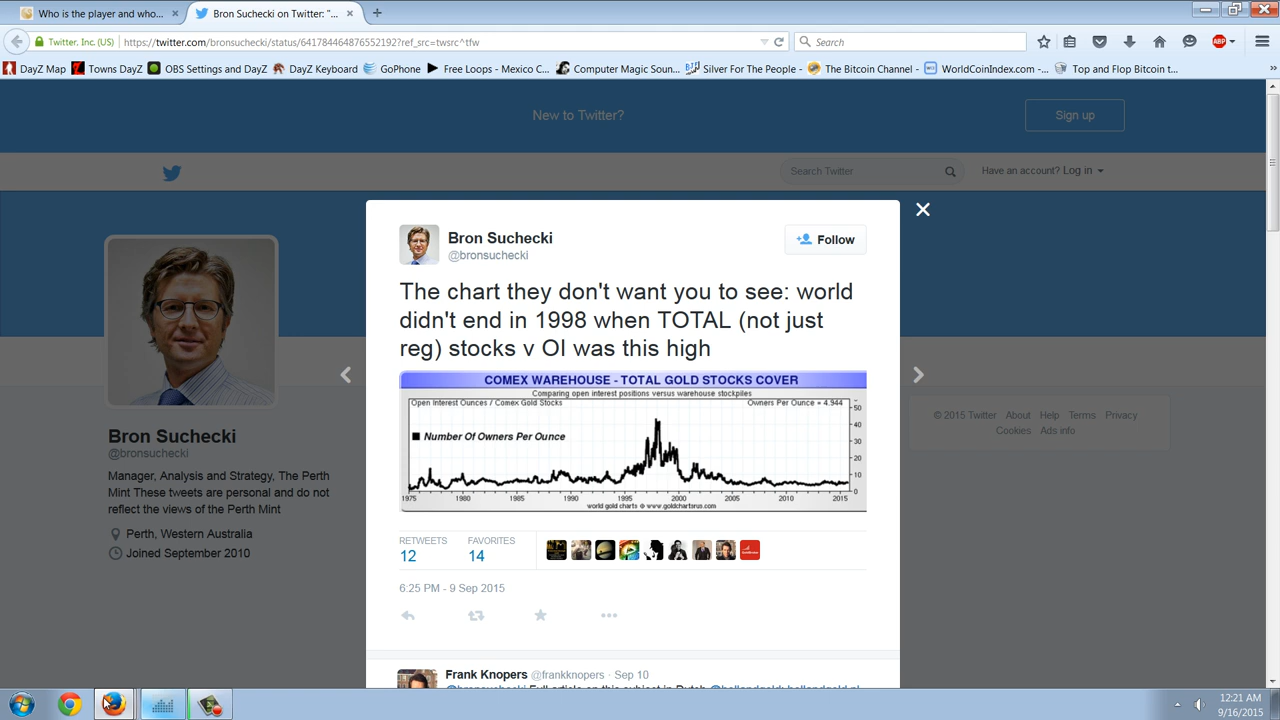 Who is the player and who...
Bron Suchecki on Twitter: "...
Twitter, Inc. (US)
https://twitter.com/bronsuchecki/status/641784464876552192?ref_src=twsrc^tfw
Search
ABP
DayZ Map
Towns DayZ
OBS Settings and DayZ
DayZ Keyboard
GoPhone
Free Loops - Mexico C...
Computer Magic Soun...
Silver For The People - ...
The Bitcoin Channel - ...
WorldCoinIndex.com -...
Top and Flop Bitcoin t...
New to Twitter?
Sign up
Search Twitter
Have an account? Log in
Bron Suchecki
@bronsuchecki
Follow
The chart they don't want you to see: world
didn't end in 1998 when TOTAL (not just
reg) stocks v OI was this high
COMEX WAREHOUSE - TOTAL GOLD STOCKS COVER
Comparing open interest positions versus warehouse stockpiles
Open Interest Ounces / Comex Gold Stocks
Owners Per Ounce = 4.944
Number Of Owners Per Ounce
50
40
30
20
10
0
1975 1980 1985 1990 1995 2000 2005 2010 2015
world gold charts © www.goldchartsrus.com
RETWEETS
12
FAVORITES
14
6:25 PM - 9 Sep 2015
Frank Knopers @frankknopers · Sep 10
Bron Suchecki
@bronsuchecki
Manager, Analysis and Strategy, The Perth
Mint These tweets are personal and do not
reflect the views of the Perth Mint
Perth, Western Australia
Joined September 2010
© 2015 Twitter About Help Terms Privacy
Cookies Ads info
12:21 AM
9/16/2015